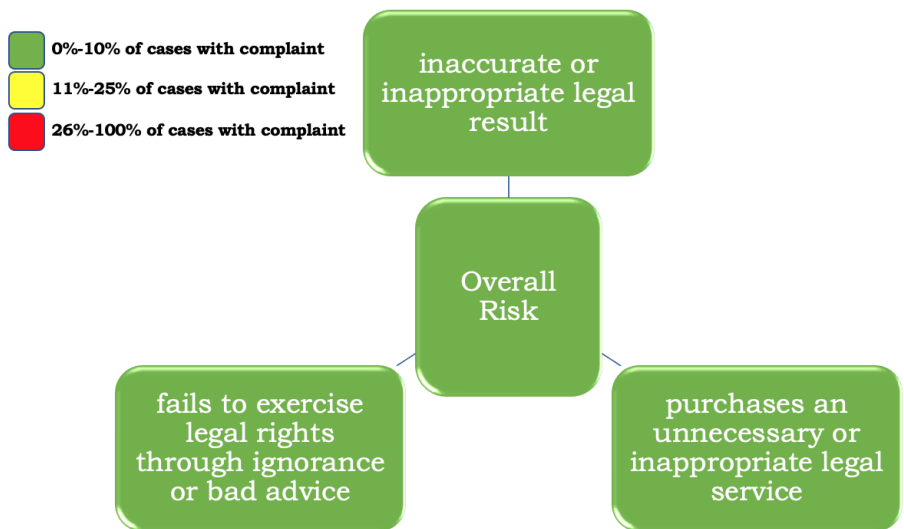 0%-10% of cases with complaint
11%-25% of cases with complaint
26%-100% of cases with complaint
inaccurate or
inappropriate legal
result
Overall
Risk
fails to exercise
legal rights
through ignorance
or bad advice
purchases an
unnecessary or
inappropriate legal
service